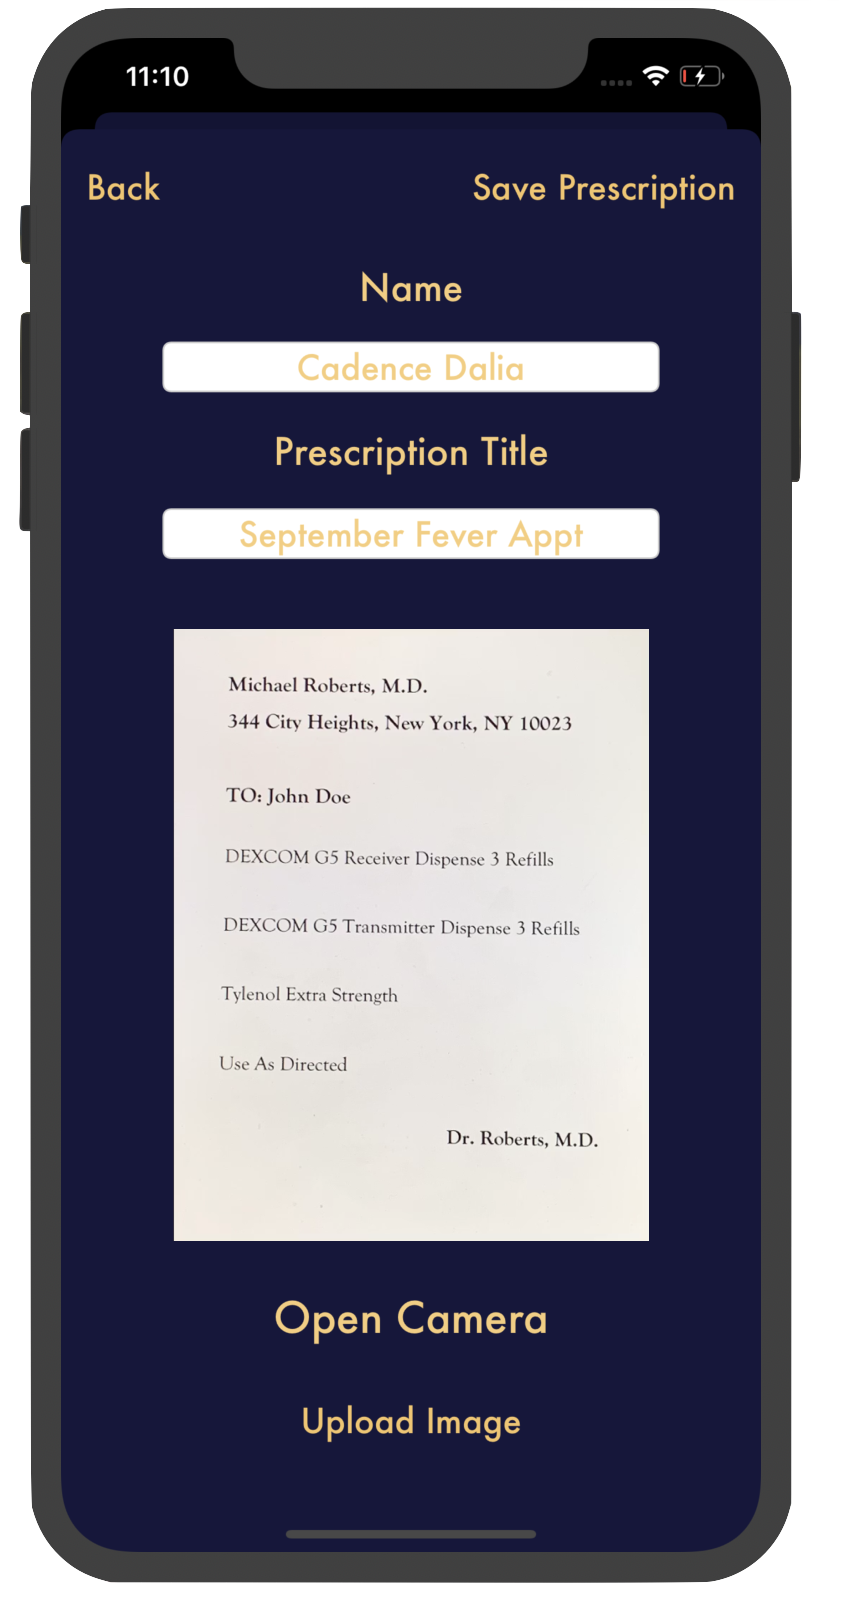 11:10
Back
Save Prescription
Name
Cadence Dalia
Prescription Title
September Fever Appt
Michael Roberts, M.D.
344 City Heights, New York, NY 10023
TO: John Doe
DEXCOM G5 Receiver Dispense 3 Refills
DEXCOM G5 Transmitter Dispense 3 Refills
Tylenol Extra Strength
Use As Directed
Dr. Roberts, M.D.
Open Camera
Upload Image